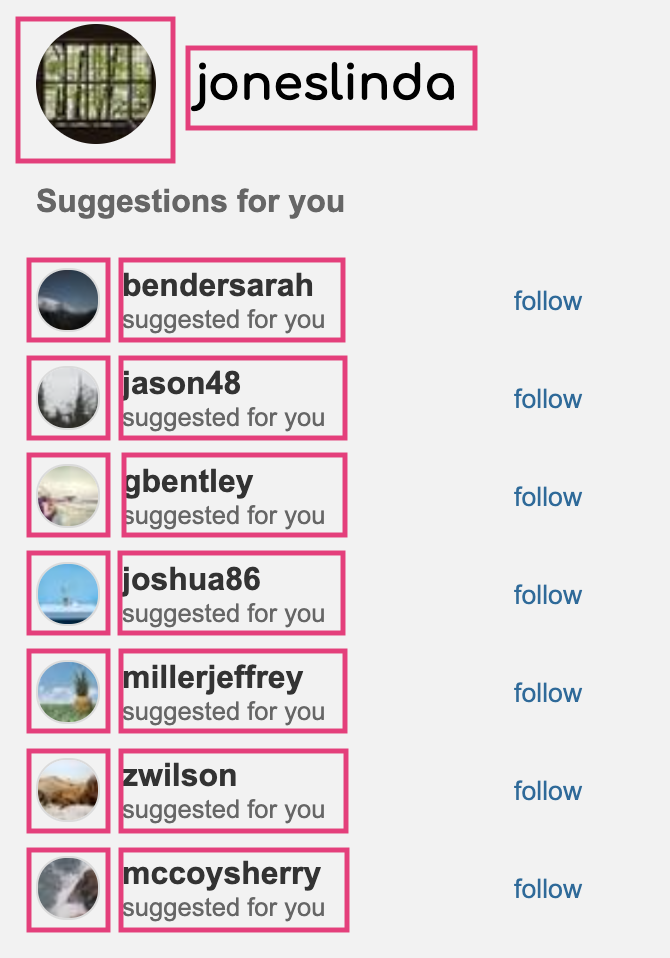 joneslinda
Suggestions for you
bendersarah
suggested for you
follow
jason48
suggested for you
follow
gbentley
suggested for you
follow
joshua86
suggested for you
follow
millerjeffrey
suggested for you
follow
zwilson
suggested for you
follow
mccoysherry
suggested for you
follow